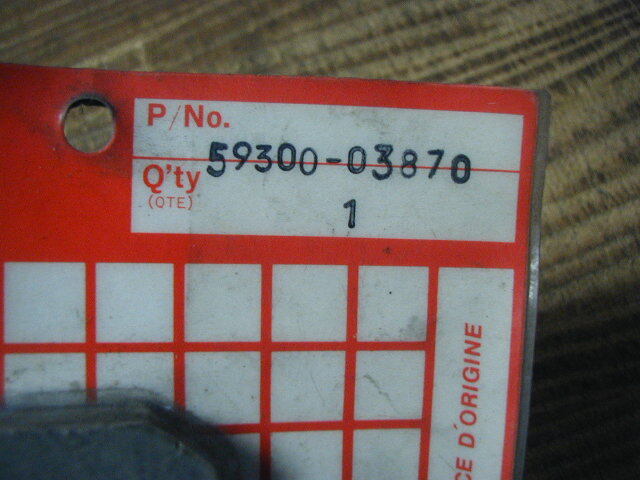 P/No.
59300-03870
Q'ty
(QTE)
1
CE D'ORIGINE